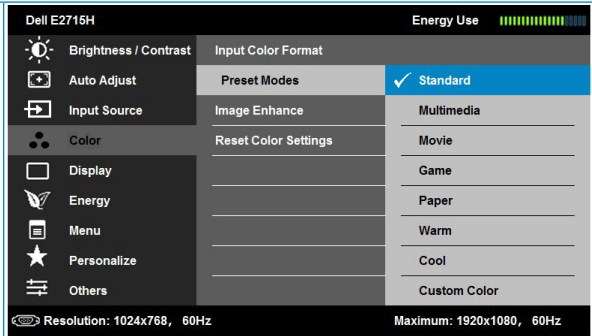 Dell E2715H Energy Use
Brightness / Contrast Input Color Format
Auto Adjust Preset Modes Standard
Input Source Image Enhance Multimedia
Color Reset Color Settings Movie
Display Game
Energy Paper
Menu Warm
Personalize Cool
Others Custom Color
Resolution: 1024x768, 60Hz Maximum: 1920x1080, 60Hz